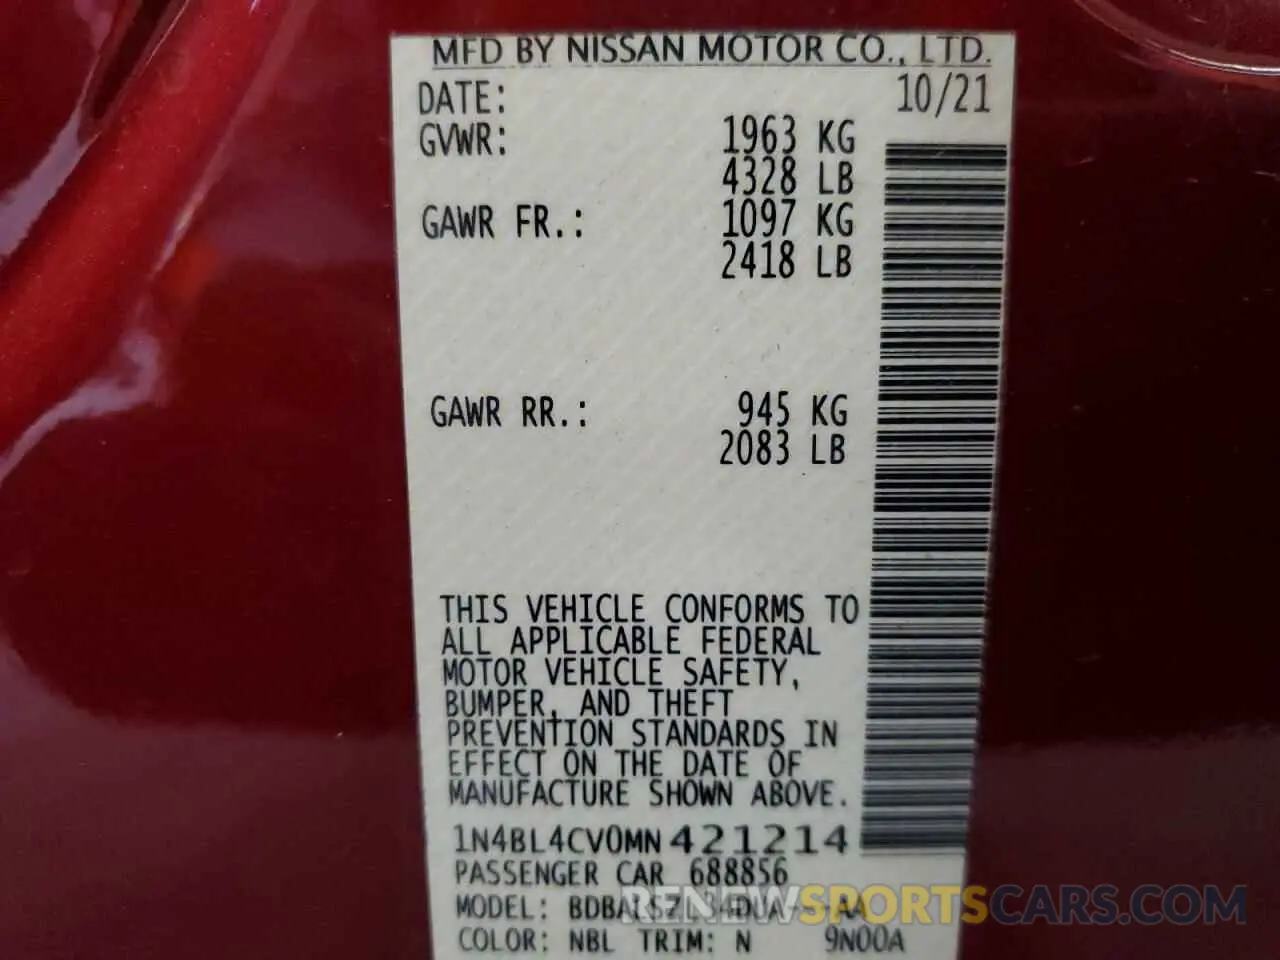 MFD BY NISSAN MOTOR CO., LTD.
DATE: 10/21
GVWR: 1963 KG
4328 LB
GAWR FR.: 1097 KG
2418 LB
GAWR RR.: 945 KG
2083 LB
THIS VEHICLE CONFORMS TO
ALL APPLICABLE FEDERAL
MOTOR VEHICLE SAFETY,
BUMPER, AND THEFT
PREVENTION STANDARDS IN
EFFECT ON THE DATE OF
MANUFACTURE SHOWN ABOVE.
1N4BL4CV0MN421214
PASSENGER CAR 688856
MODEL:
RENEWSPORTSCARS.COM
COLOR: NBL TRIM: N 9N00A